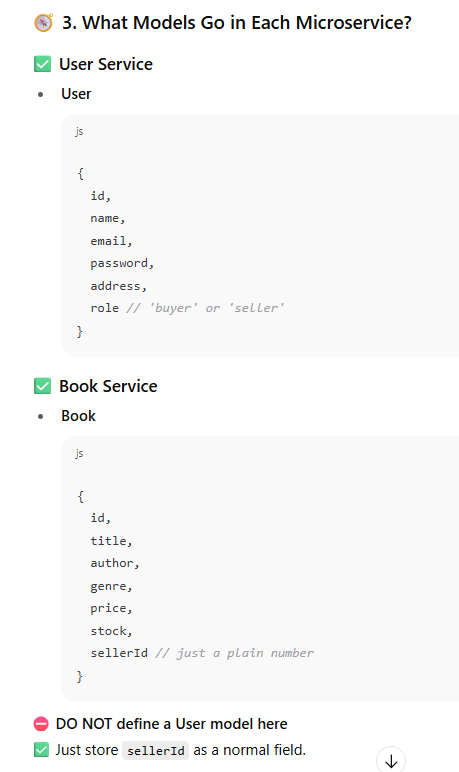 3. What Models Go in Each Microservice?
User Service
User
js
{
id,
name,
email,
password,
address,
role // 'buyer' or 'seller'
}
Book Service
Book
js
{
id,
title,
author,
genre,
price,
stock,
sellerId // just a plain number
}
DO NOT define a User model here
Just store sellerId as a normal field.